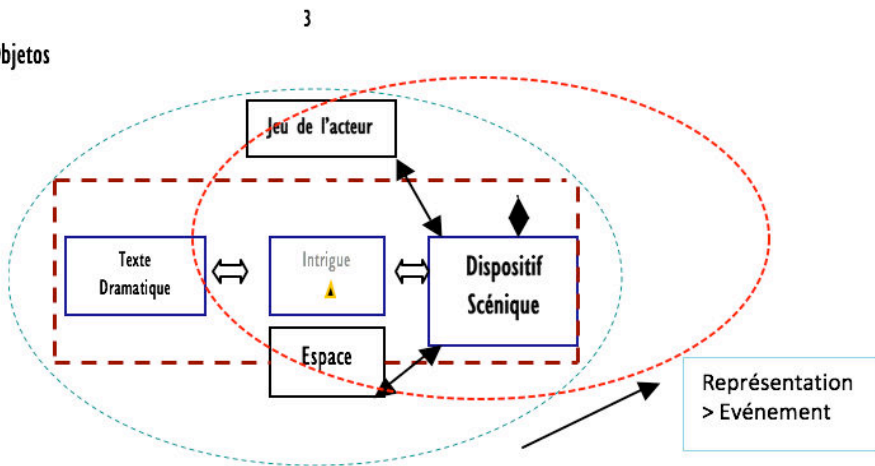 3
bjetos
Jeu de l'acteur
Texte
Dramatique
Intrigue
Dispositif
Scénique
Espace
Représentation
> Evénement